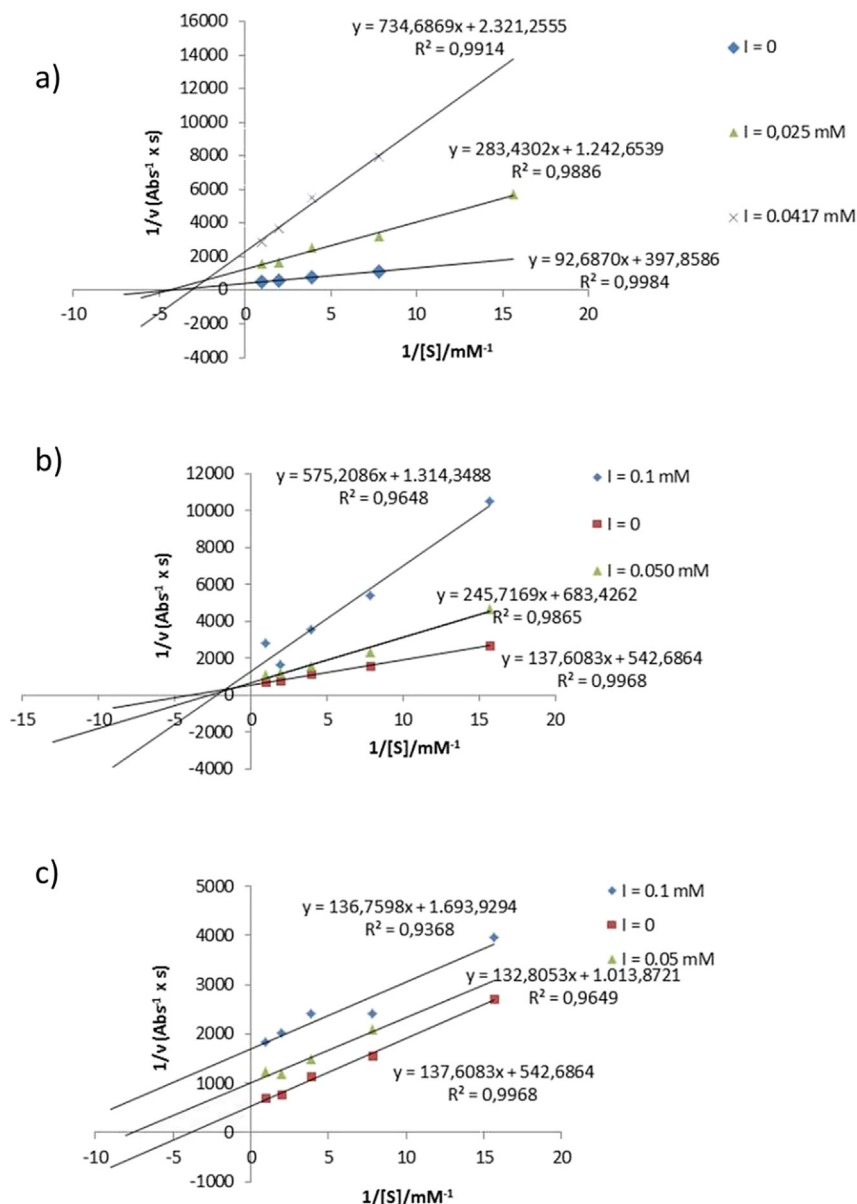 a)
16000
14000
12000
10000
8000
6000
4000
2000
0
-2000
-4000
-10
-5
0
5
10
15
20
1/v (Abs⁻¹ x s)
1/[S]/mM⁻¹
y = 734,6869x + 2.321,2555
R² = 0,9914
y = 283,4302x + 1.242,6539
R² = 0,9886
y = 92,6870x + 397,8586
R² = 0,9984
I = 0
I = 0,025 mM
I = 0.0417 mM
b)
12000
10000
8000
6000
4000
2000
0
-2000
-4000
-15
-10
-5
0
5
10
15
20
1/v (Abs⁻¹ x s)
1/[S]/mM⁻¹
y = 575,2086x + 1.314,3488
R² = 0,9648
y = 245,7169x + 683,4262
R² = 0,9865
y = 137,6083x + 542,6864
R² = 0,9968
I = 0.1 mM
I = 0
I = 0.050 mM
c)
5000
4000
3000
2000
1000
0
-1000
-10
-5
0
5
10
15
20
1/v (Abs⁻¹ x s)
1/[S]/mM⁻¹
y = 136,7598x + 1.693,9294
R² = 0,9368
y = 132,8053x + 1.013,8721
R² = 0,9649
y = 137,6083x + 542,6864
R² = 0,9968
I = 0.1 mM
I = 0
I = 0.05 mM